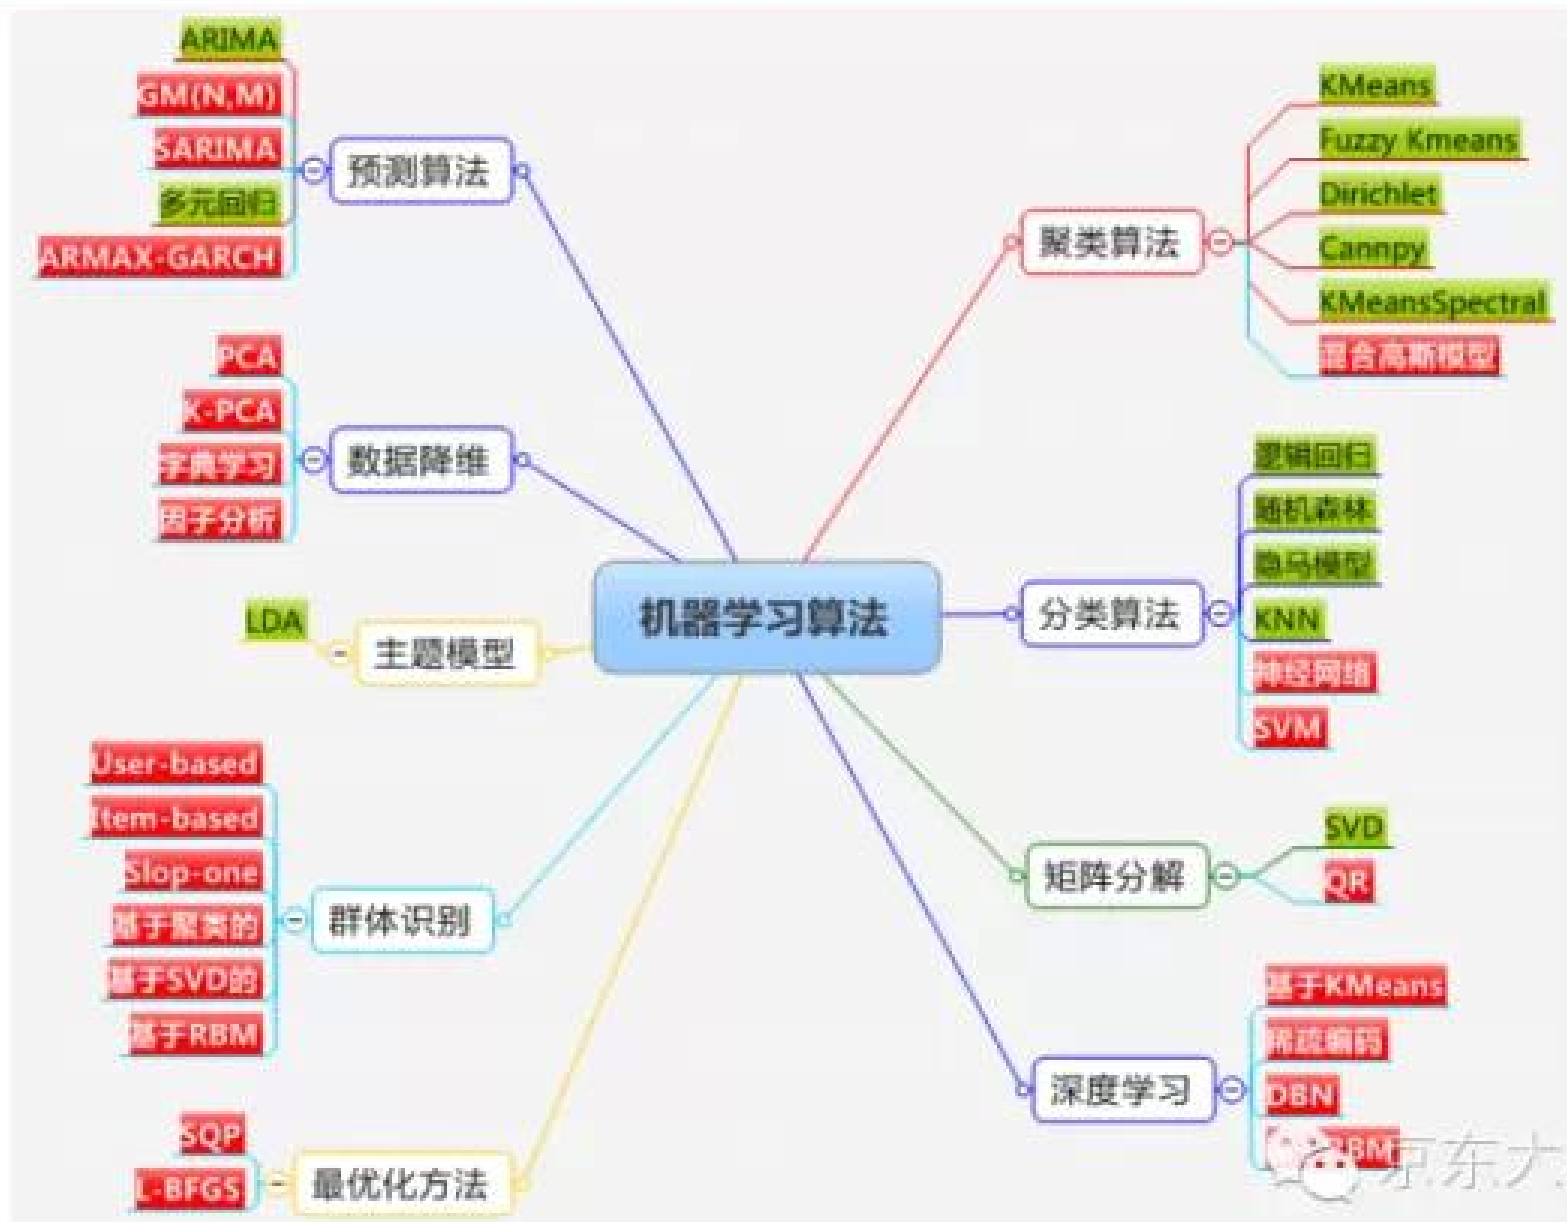 ARIMA
GM(N,M)
SARIMA
多元回归
ARMAX-GARCH
预测算法
PCA
K-PCA
字典学习
因子分析
数据降维
LDA
主题模型
User-based
Item-based
Slop-one
基于聚类的
基于SVD的
基于RBM
群体识别
SQP
L-BFGS
最优化方法
机器学习算法
聚类算法
KMeans
Fuzzy Kmeans
Dirichlet
Cannpy
KMeansSpectral
混合高斯模型
分类算法
逻辑回归
随机森林
隐马模型
KNN
神经网络
SVM
矩阵分解
SVD
QR
深度学习
基于KMeans
稀疏编码
DBN
京东大